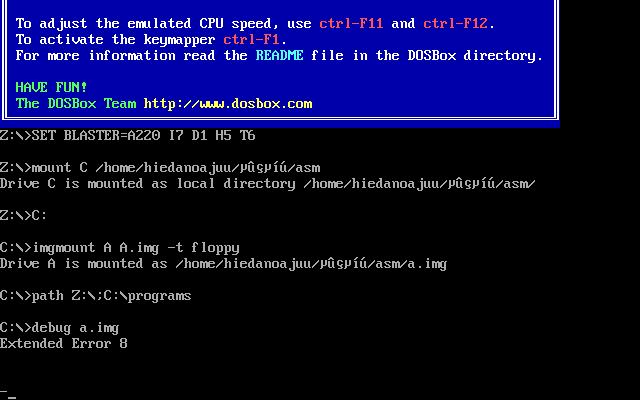 To adjust the emulated CPU speed, use ctrl-F11 and ctrl-F12.
To activate the keymapper ctrl-F1.
For more information read the README file in the DOSBox directory.
HAVE FUN!
The DOSBox Team http://www.dosbox.com
Z:\>SET BLASTER=A220 I7 D1 H5 T6
Z:\>mount C /home/hiedanoajuu/µûçµíú/asm
Drive C is mounted as local directory /home/hiedanoajuu/µûçµíú/asm/
Z:\>C:
C:\>imgmount A A.img -t floppy
Drive A is mounted as /home/hiedanoajuu/µûçµíú/asm/a.img
C:\>path Z:\;C:\programs
C:\>debug a.img
Extended Error 8
-